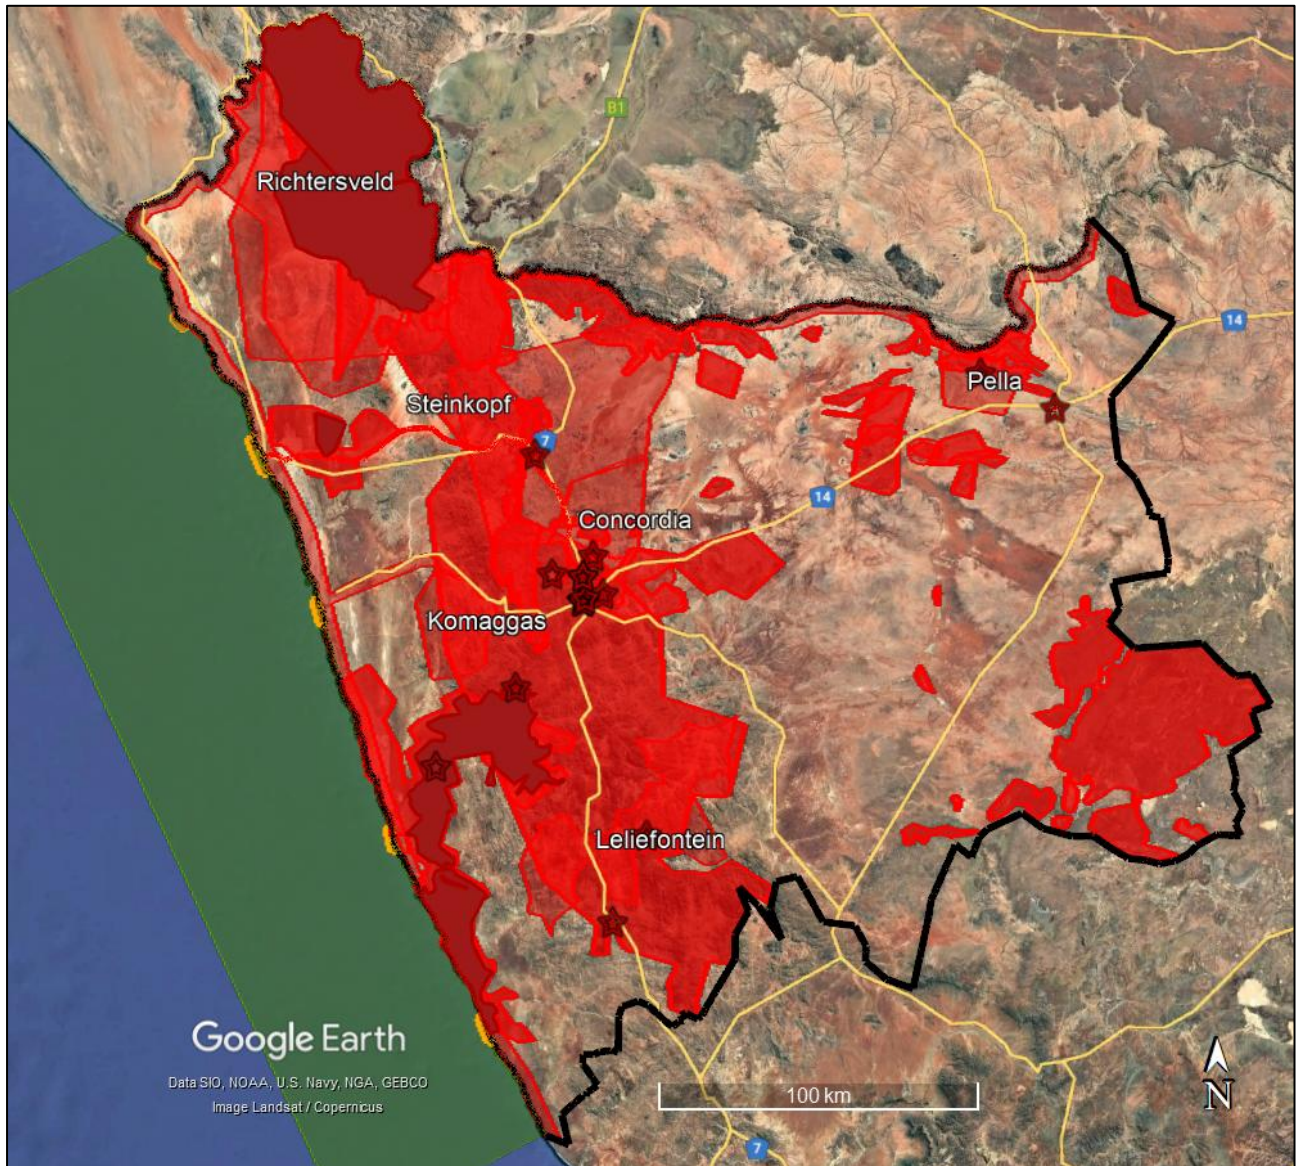 B1
Richtersveld
14
Pella
Steinkopf
7
14
Concordia
Komaggas
Leliefontein
Google Earth
Data SIO, NOAA, U.S. Navy, NGA, GEBCO
Image Landsat / Copernicus
100 km
N
7